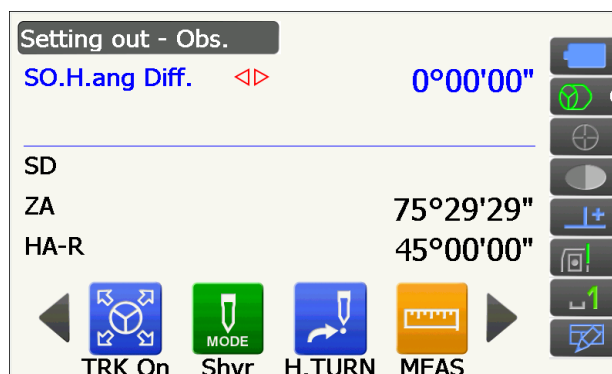 Setting out - Obs.
SO.H.ang Diff. 0°00'00"
SD
ZA 75°29'29"
HA-R 45°00'00"
MODE
TRK On Shvr H.TURN MEAS